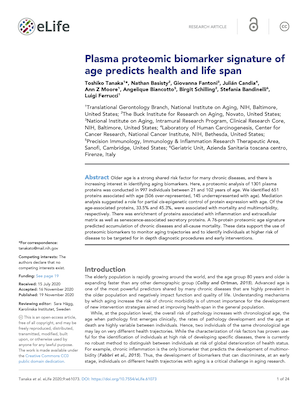 eLife
RESEARCH ARTICLE
Plasma proteomic biomarker signature of
age predicts health and life span
Toshiko Tanaka¹*, Nathan Basisty², Giovanna Fantoni³, Julián Candia⁴,
Ann Z Moore¹, Angelique Biancotto⁵, Birgit Schilling², Stefania Bandinelli⁶,
Luigi Ferrucci¹
¹Translational Gerontology Branch, National Institute on Aging, NIH, Baltimore,
United States; ²The Buck Institute for Research on Aging, Novato, United States;
³National Institute on Aging, Intramural Research Program, Clinical Research Core,
NIH, Baltimore, United States; ⁴Laboratory of Human Carcinogenesis, Center for
Cancer Research, National Cancer Institute, NIH, Bethesda, United States;
⁵Precision Immunology, Immunology & Inflammation Research Therapeutic Area,
Sanofi, Cambridge, United States; ⁶Geriatric Unit, Azienda Sanitaria toscana centro,
Firenze, Italy
Abstract Older age is a strong shared risk factor for many chronic diseases, and there is
increasing interest in identifying aging biomarkers. Here, a proteomic analysis of 1301 plasma
proteins was conducted in 997 individuals between 21 and 102 years of age. We identified 651
proteins associated with age (506 over-represented, 145 underrepresented with age). Mediation
analysis suggested a role for partial cis-epigenetic control of protein expression with age. Of the
age-associated proteins, 33.5% and 45.3%, were associated with mortality and multimorbidity,
respectively. There was enrichment of proteins associated with inflammation and extracellular
matrix as well as senescence-associated secretory proteins. A 76-protein proteomic age signature
predicted accumulation of chronic diseases and all-cause mortality. These data support the use of
proteomic biomarkers to monitor aging trajectories and to identify individuals at higher risk of
disease to be targeted for in depth diagnostic procedures and early interventions.
*For correspondence:
tanakato@mail.nih.gov
Competing interests: The
authors declare that no
competing interests exist.
Funding: See page 19
Received: 15 July 2020
Accepted: 18 November 2020
Published: 19 November 2020
Reviewing editor: Sara Hägg,
Karolinska Institutet, Sweden
This is an open-access article,
free of all copyright, and may be
freely reproduced, distributed,
transmitted, modified, built
upon, or otherwise used by
anyone for any lawful purpose.
The work is made available under
the Creative Commons CC0
public domain dedication.
Introduction
The elderly population is rapidly growing around the world, and the age group 80 years and older is
expanding faster than any other demographic group
Advanced age is
one of the most powerful predictors shared by many chronic diseases that are highly prevalent in
the older population and negatively impact function and quality of life. Understanding mechanisms
by which aging increase the risk of chronic morbidity is of utmost importance for the development
of new intervention strategies aimed at improving health-span in the general population.
While, at the population level, the overall risk of pathology increases with chronological age, the
age when pathology first emerges clinically, the rates of pathology development and the age at
death are highly variable between individuals. Hence, two individuals of the same chronological age
may lay on very different health trajectories. While the characterization of risk factors has proven use-
ful for the identification of individuals at high risk of developing specific diseases, there is currently
no robust method to distinguish between individuals at risk of global deterioration of health status.
For example, chronic inflammation is the only biomarker that predicts the development of multimor-
bidity (Fabbri et al., 2015). Thus, the development of biomarkers that can discriminate, at an early
stage, individuals on different health trajectories with aging is a critical challenge in aging research.
Tanaka et al. eLife 2020;9:e61073. DOI: https://doi.org/10.7554/eLife.61073
1 of 24